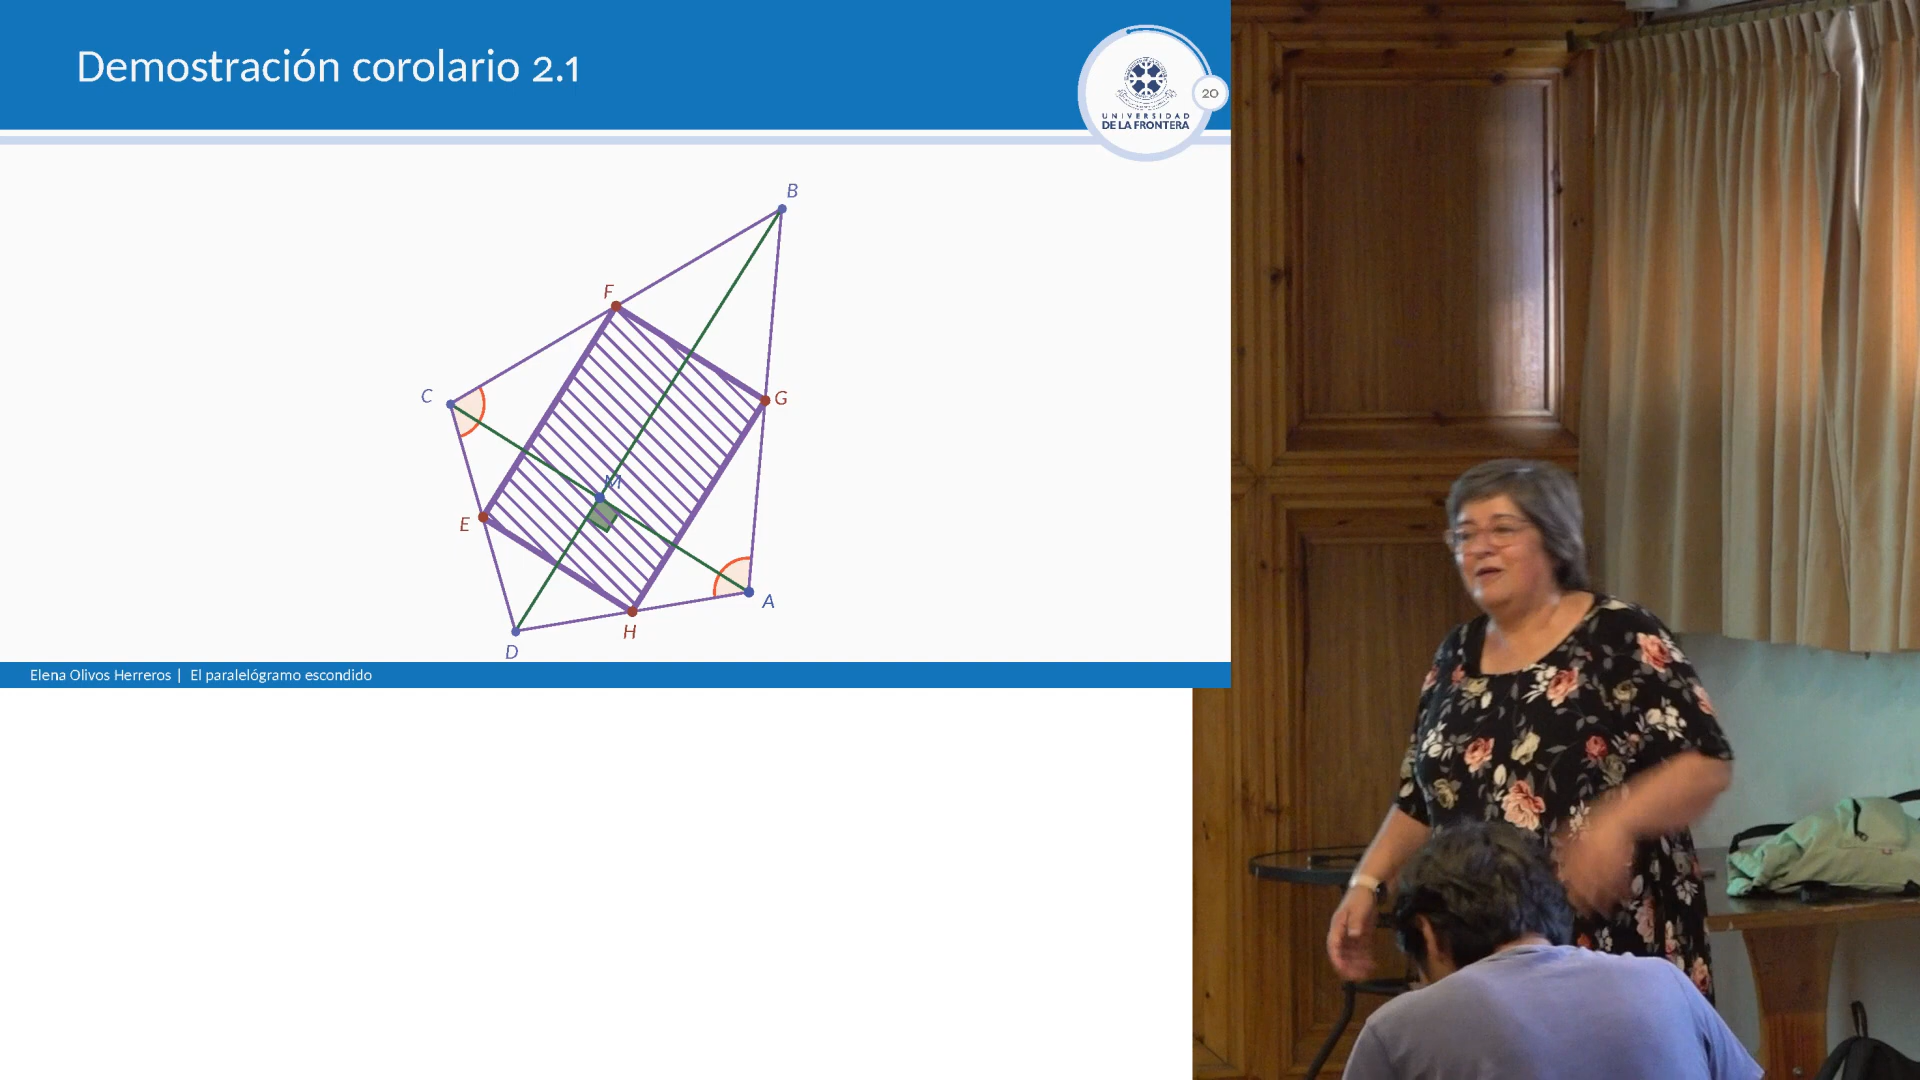 Demostración corolario 2.1
20
UNIVERSIDAD
DE LA FRONTERA
B
F
C
G
M
E
A
H
D
Elena Olivos Herreros | El paralelógramo escondido